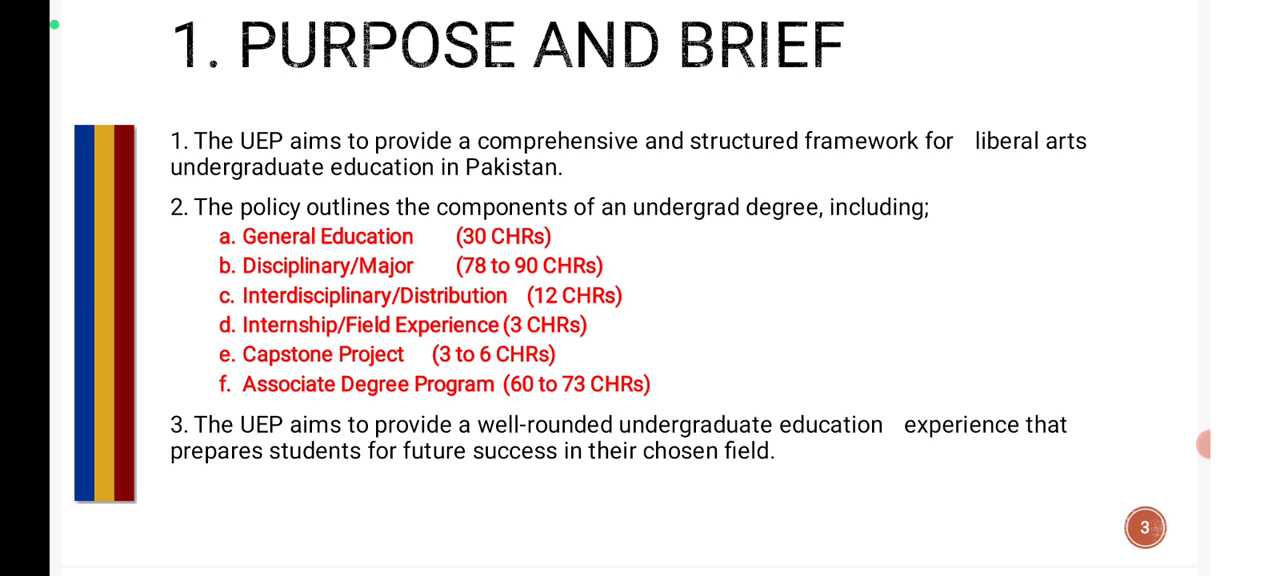 1. PURPOSE AND BRIEF
1. The UEP aims to provide a comprehensive and structured framework for liberal arts
undergraduate education in Pakistan.
2. The policy outlines the components of an undergrad degree, including;
a. General Education (30 CHRs)
b. Disciplinary/Major (78 to 90 CHRs)
c. Interdisciplinary/Distribution (12 CHRs)
d. Internship/Field Experience (3 CHRs)
e. Capstone Project (3 to 6 CHRs)
f. Associate Degree Program (60 to 73 CHRs)
3. The UEP aims to provide a well-rounded undergraduate education experience that
prepares students for future success in their chosen field.
3